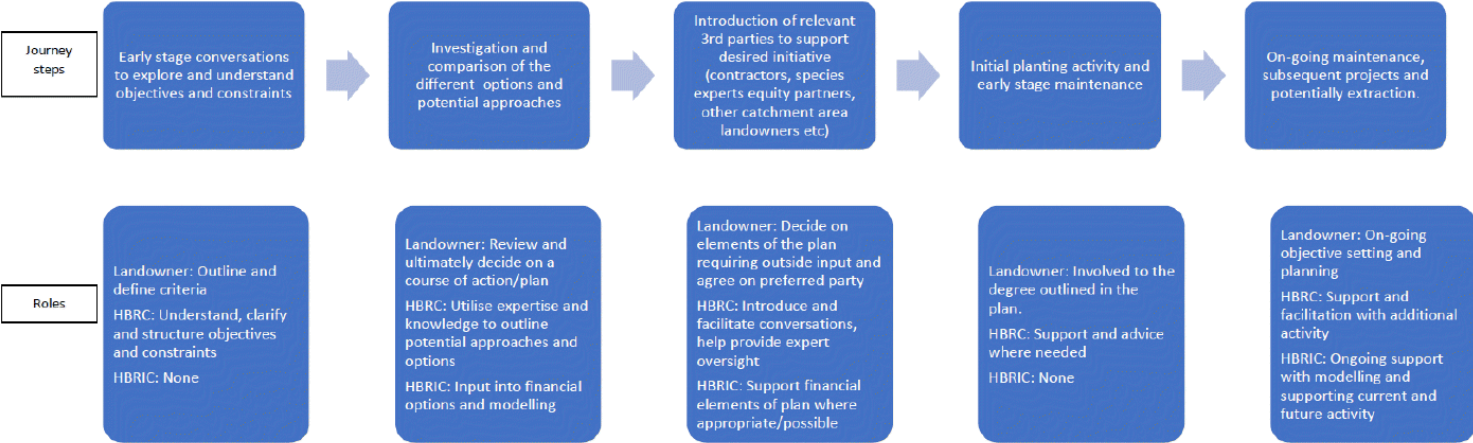 Journey
steps
Early stage conversations
to explore and understand
objectives and constraints
Investigation and
comparison of the
different options and
potential approaches
Introduction of relevant
3rd parties to support
desired initiative
(contractors, species
experts equity partners,
other catchment area
landowners etc)
Initial planting activity and
early stage maintenance
On-going maintenance,
subsequent projects and
potentially extraction.
Roles
Landowner: Outline and
define criteria
HBRC: Understand, clarify
and structure objectives
and constraints
HBRIC: None
Landowner: Review and
ultimately decide on a
course of action/plan
HBRC: Utilise expertise and
knowledge to outline
potential approaches and
options
HBRIC: Input into financial
options and modelling
Landowner: Decide on
elements of the plan
requiring outside input and
agree on preferred party
HBRC: Introduce and
facilitate conversations,
help provide expert
oversight
HBRIC: Support financial
elements of plan where
appropriate/possible
Landowner: Involved to the
degree outlined in the
plan.
HBRC: Support and advice
where needed
HBRIC: None
Landowner: On-going
objective setting and
planning
HBRC: Support and
facilitation with additional
activity
HBRIC: Ongoing support
with modelling and
supporting current and
future activity